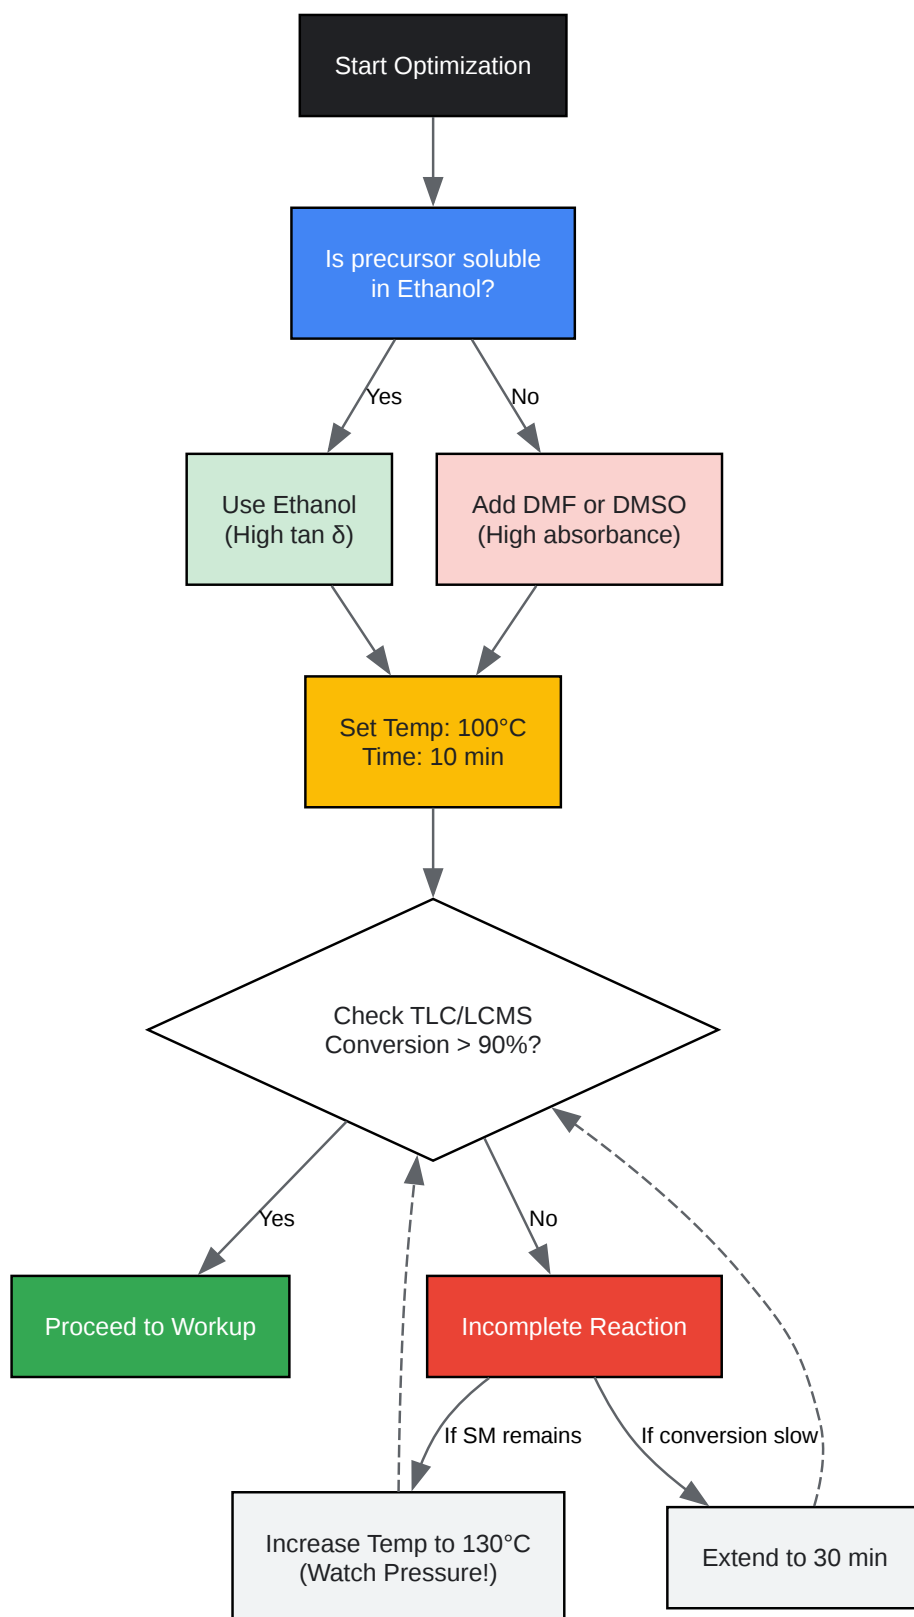 Start Optimization
Is precursor soluble
in Ethanol?
Yes
No
Use Ethanol
(High tan δ)
Add DMF or DMSO
(High absorbance)
Set Temp: 100°C
Time: 10 min
Check TLC/LCMS
Conversion > 90%?
Yes
No
Proceed to Workup
Incomplete Reaction
If SM remains
If conversion slow
Increase Temp to 130°C
(Watch Pressure!)
Extend to 30 min